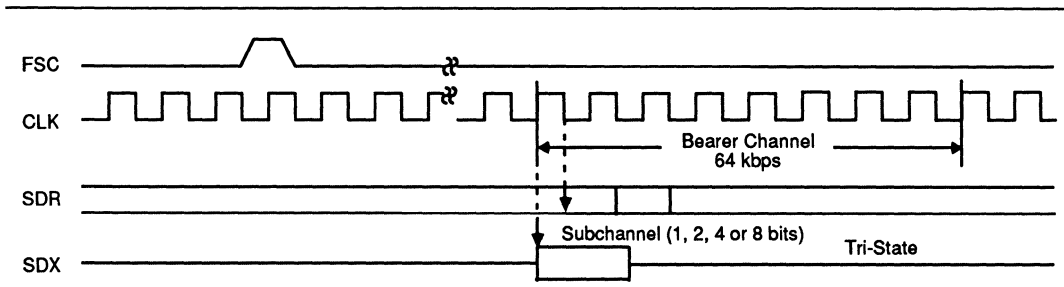 FSC
CLK
Bearer Channel
64 kbps
SDR
Subchannel (1, 2, 4 or 8 bits)
Tri-State
SDX